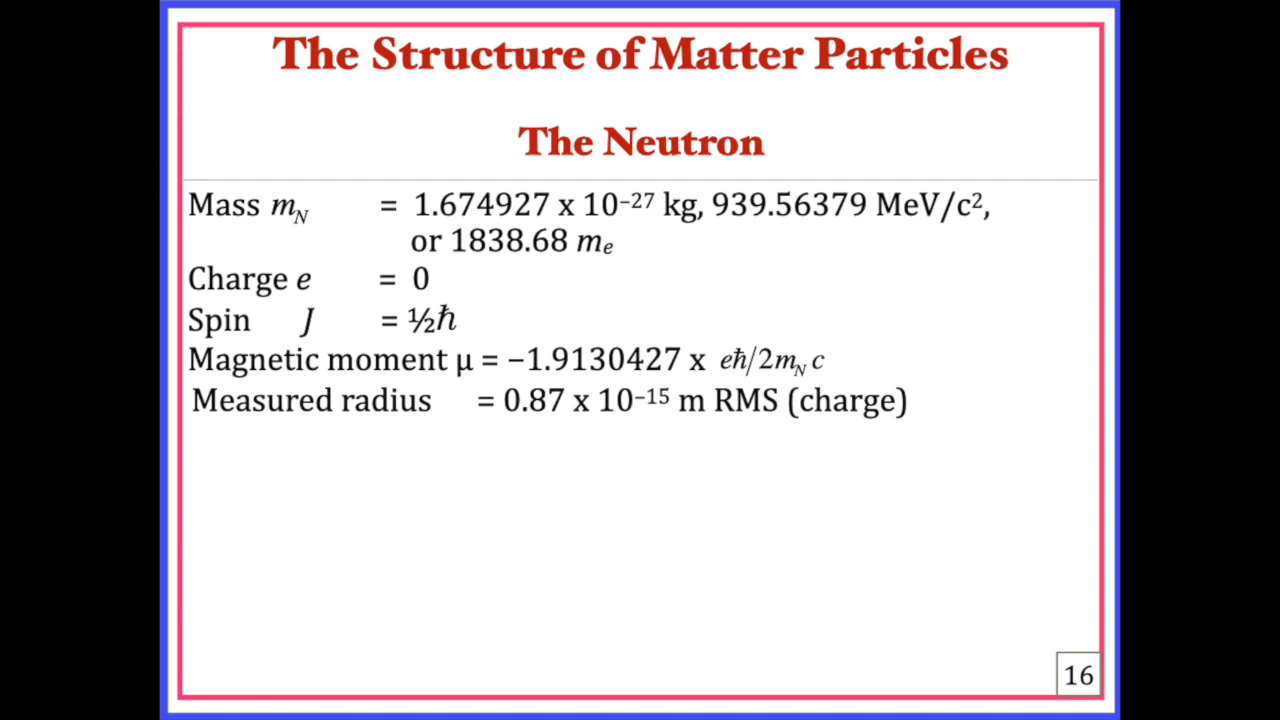 The Structure of Matter Particles
The Neutron
Mass m_N = 1.674927 x 10⁻²⁷ kg, 939.56379 MeV/c²,
or 1838.68 mₑ
Charge e = 0
Spin J = ½ℏ
Magnetic moment μ = −1.9130427 x eℏ/2m_N c
Measured radius = 0.87 x 10⁻¹⁵ m RMS (charge)
16